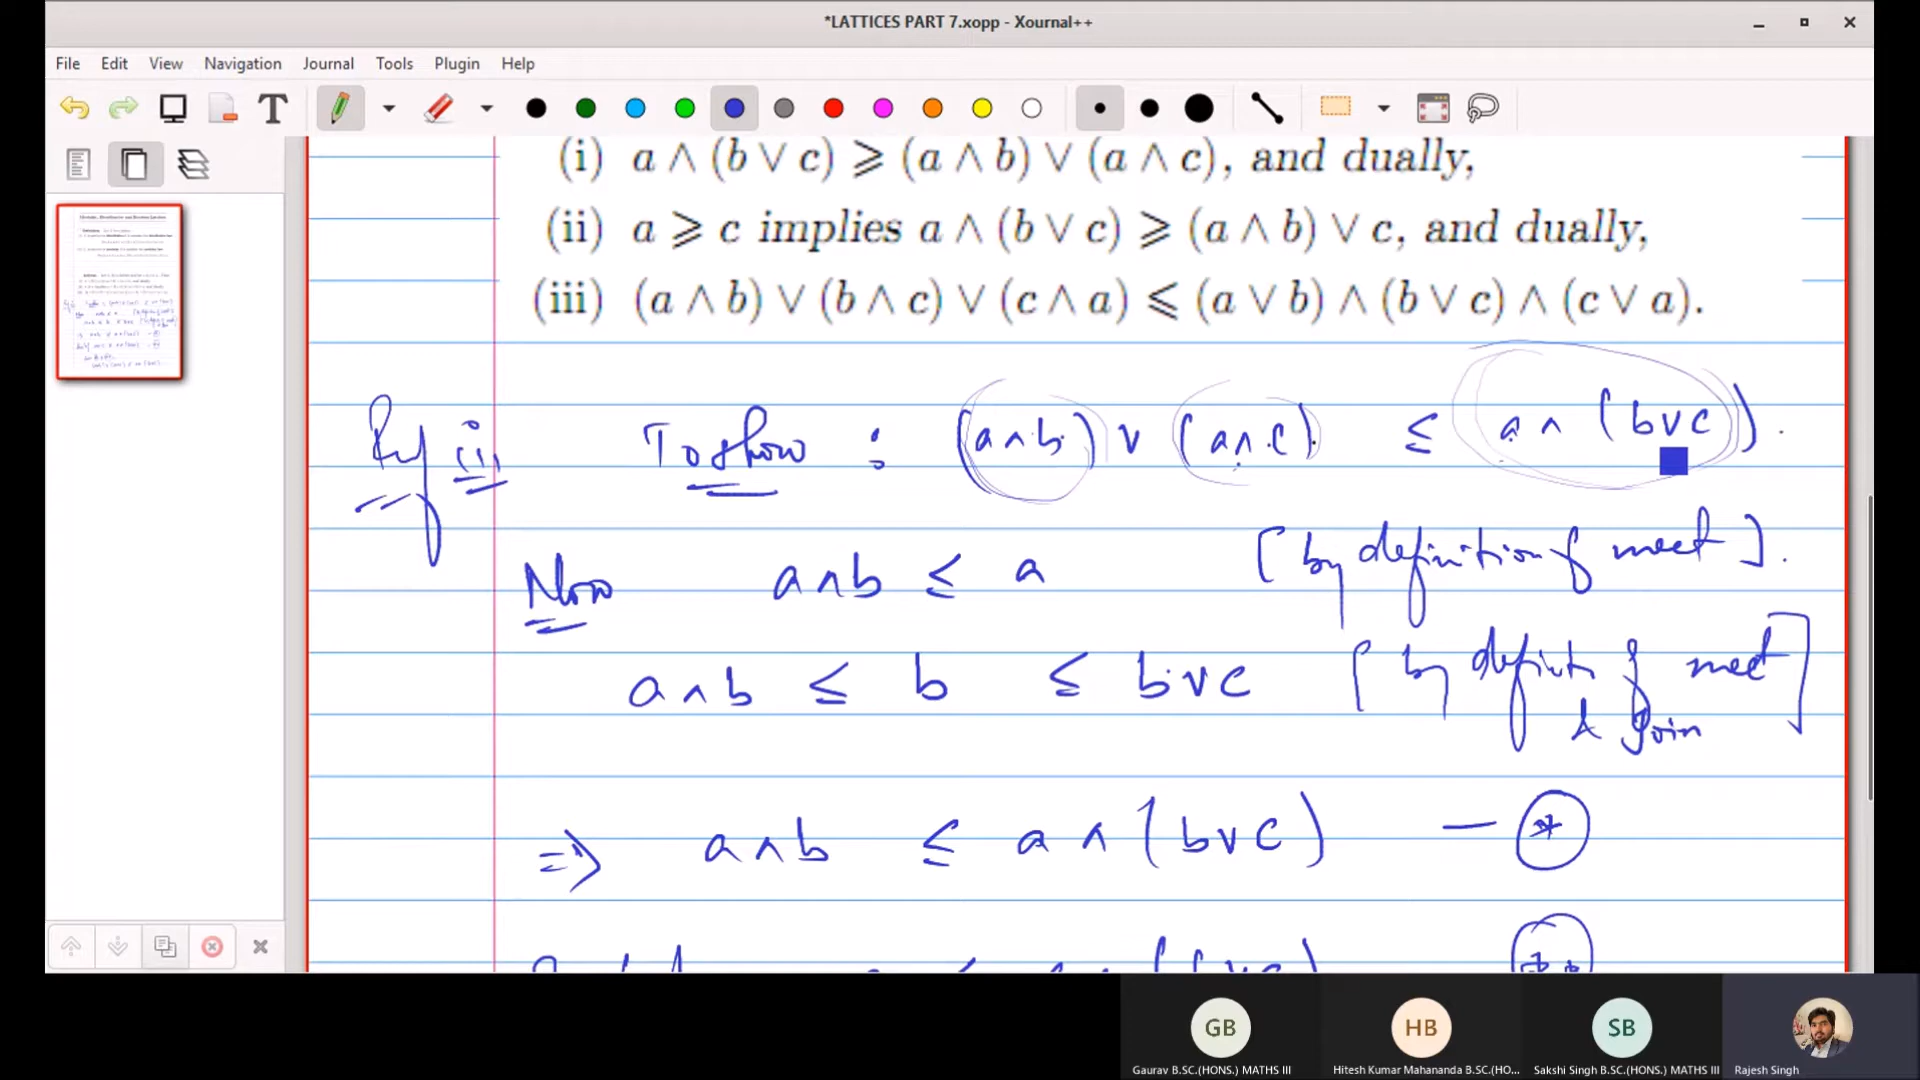 *LATTICES PART 7.xopp - Xournal++
File Edit View Navigation Journal Tools Plugin Help
(i) a ∧ (b ∨ c) ⩾ (a ∧ b) ∨ (a ∧ c), and dually,
(ii) a ⩾ c implies a ∧ (b ∨ c) ⩾ (a ∧ b) ∨ c, and dually,
(iii) (a ∧ b) ∨ (b ∧ c) ∨ (c ∧ a) ⩽ (a ∨ b) ∧ (b ∨ c) ∧ (c ∨ a).
(i) To show : (a ∧ b) ∨ (a ∧ c) ≤ a ∧ (b ∨ c).
Now a ∧ b ≤ a [by definition of meet].
a ∧ b ≤ b ≤ b ∨ c [by definition of meet
& join]
⇒ a ∧ b ≤ a ∧ (b ∨ c) — *
GB HB SB
Gaurav B.SC.(HONS.) MATHS III Hitesh Kumar Mahananda B.SC.(HO... Sakshi Singh B.SC.(HONS.) MATHS III Rajesh Singh